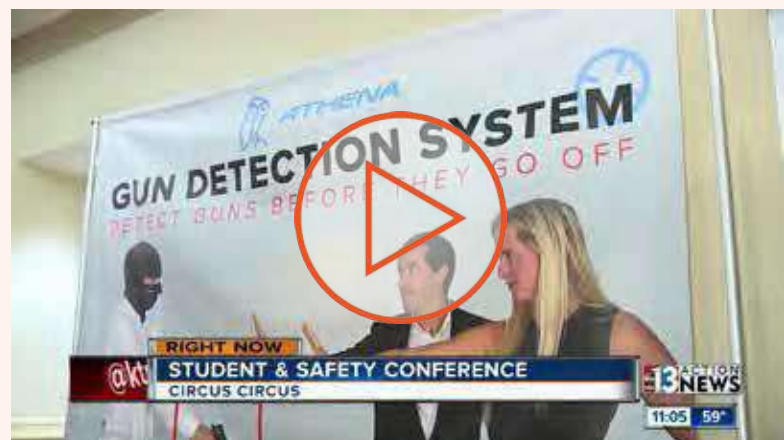 ATHENA
GUN DETECTION SYSTEM
DETECT GUNS BEFORE THEY GO OFF
RIGHT NOW
@kt
STUDENT & SAFETY CONFERENCE
CIRCUS CIRCUS
13 ACTION NEWS
11:05 59°